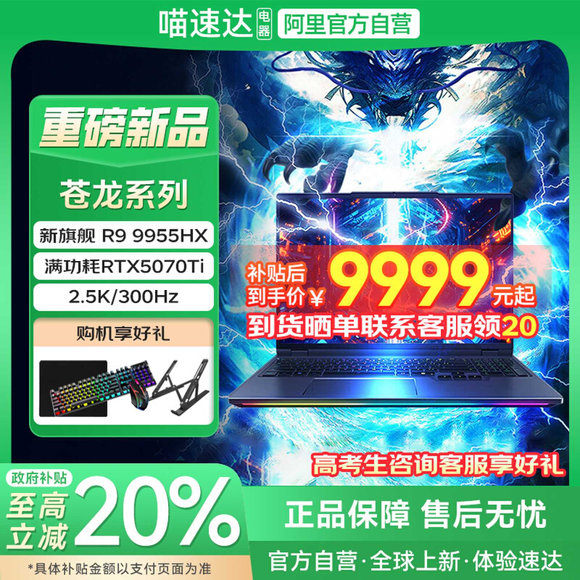 喵速达电器 阿里官方自营
重磅新品
苍龙系列
新旗舰 R9 9955HX
满功耗RTX5070Ti
2.5K/300Hz
购机享好礼
补贴后
到手价￥9999元起
到货晒单联系客服领20
高考生咨询客服享好礼
政府补贴
至高立减20%
*具体补贴金额以支付页面为准
正品保障 售后无忧
官方自营·全球上新·体验速达